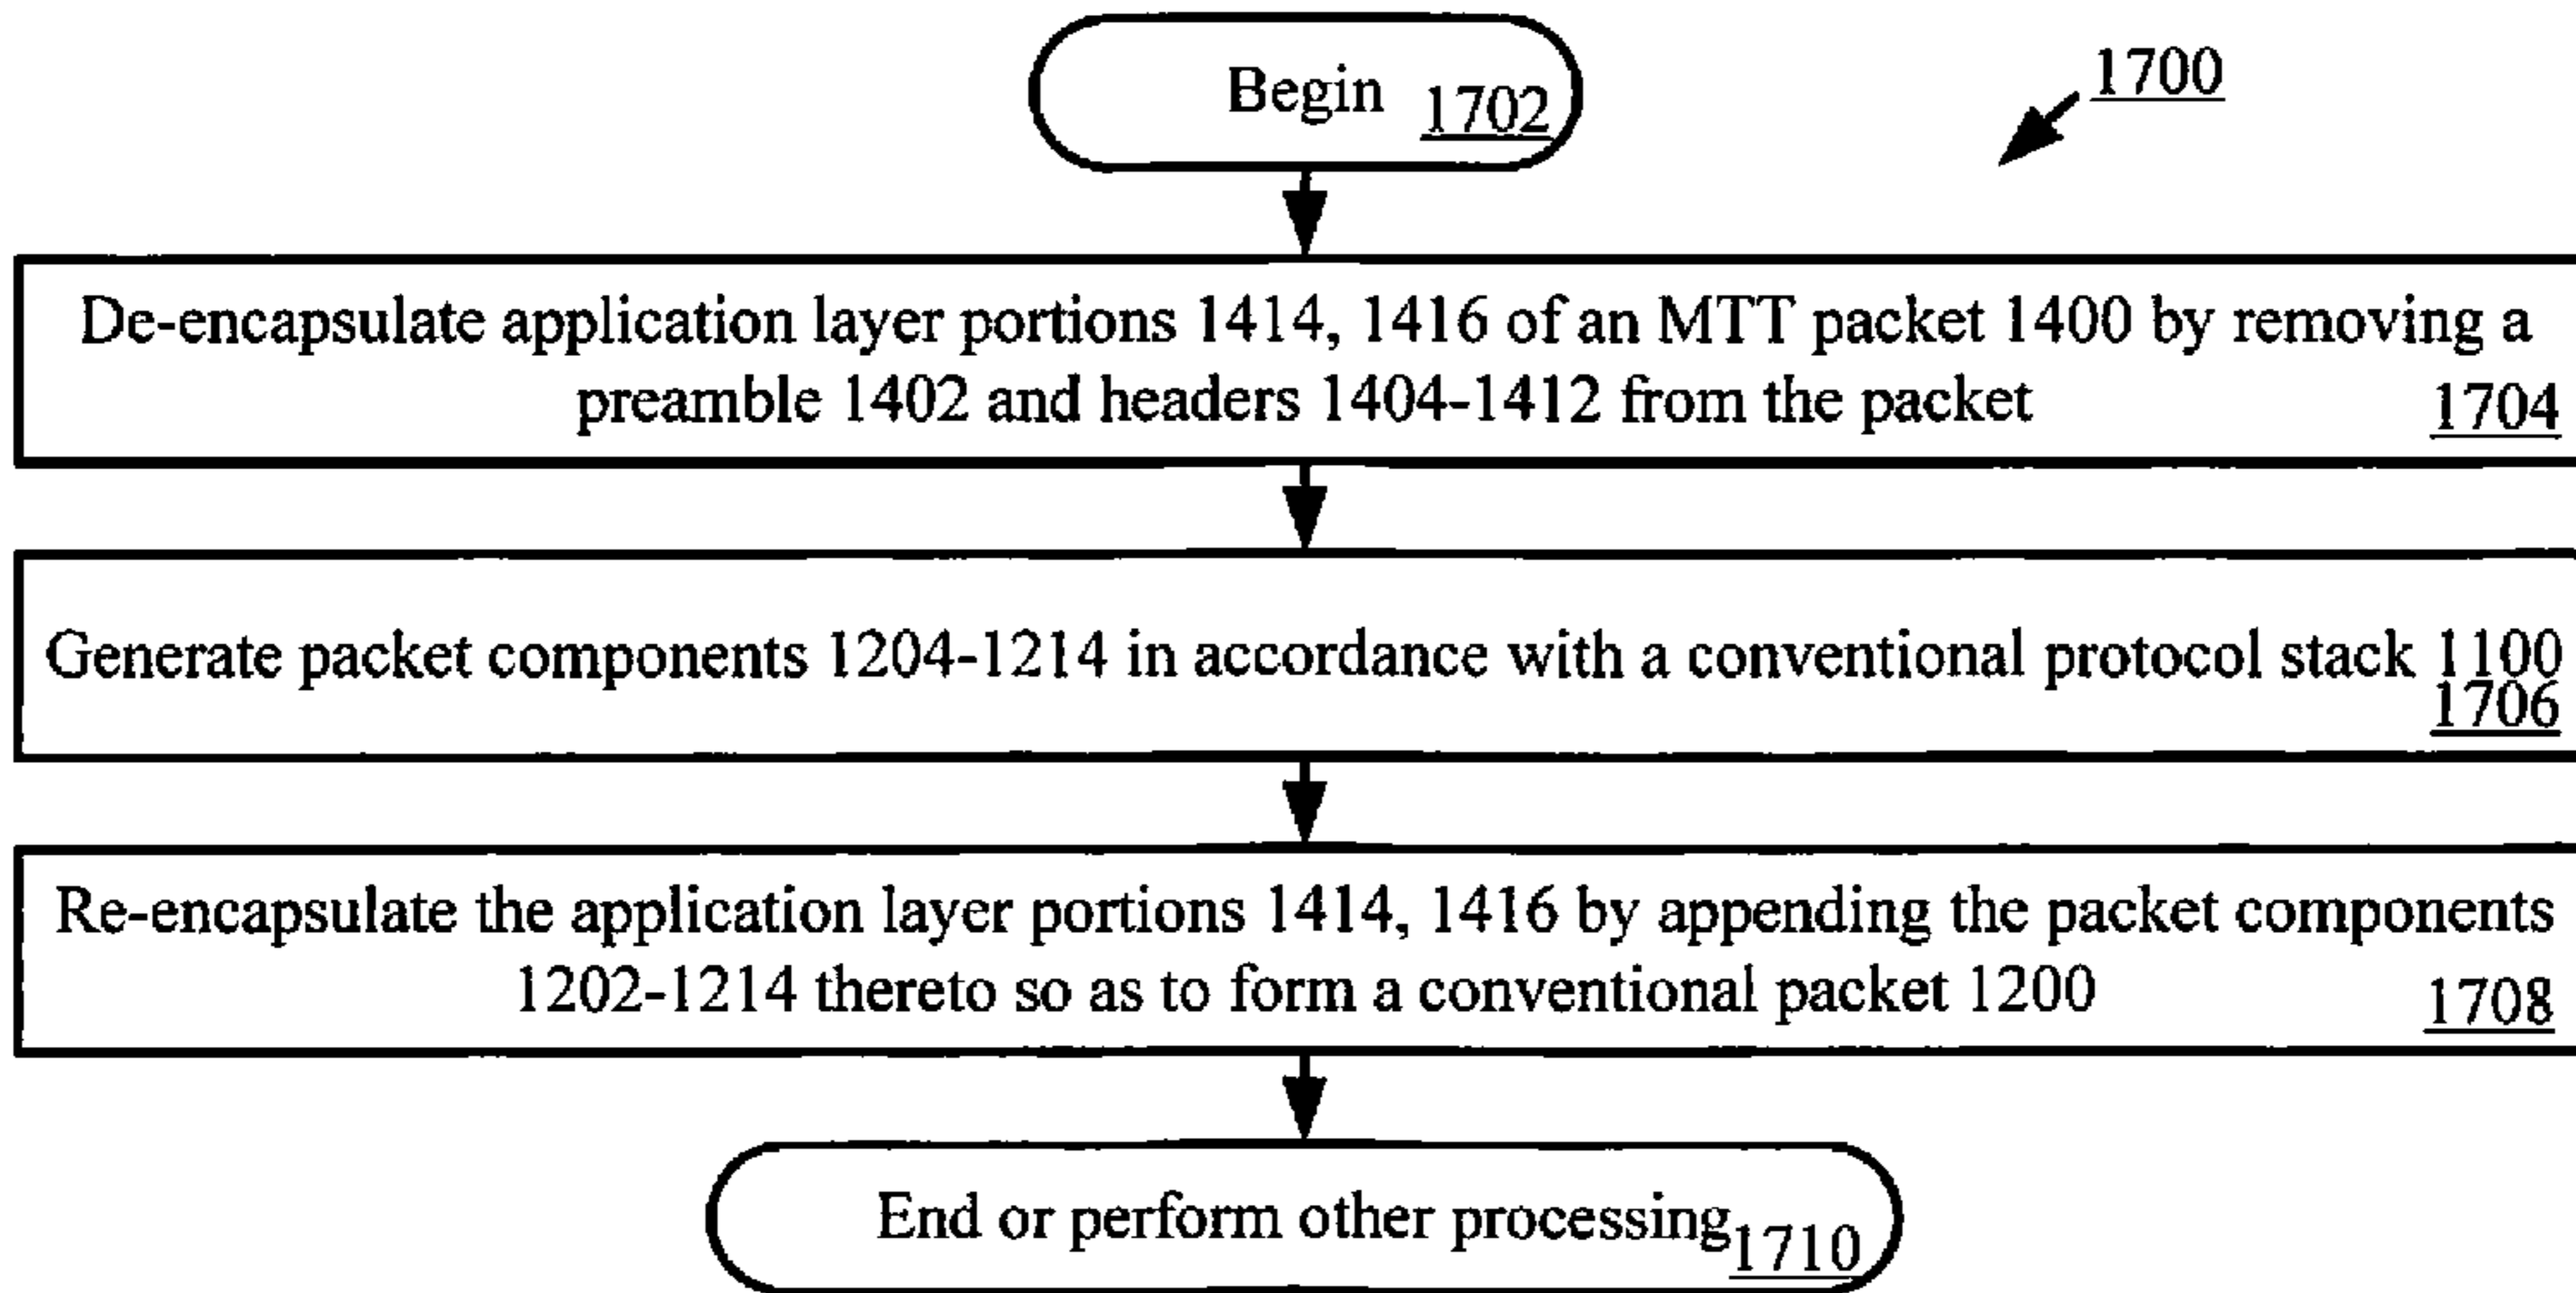 Begin 1702
1700
De-encapsulate application layer portions 1414, 1416 of an MTT packet 1400 by removing a
preamble 1402 and headers 1404-1412 from the packet 1704
Generate packet components 1204-1214 in accordance with a conventional protocol stack 1100
1706
Re-encapsulate the application layer portions 1414, 1416 by appending the packet components
1202-1214 thereto so as to form a conventional packet 1200 1708
End or perform other processing 1710